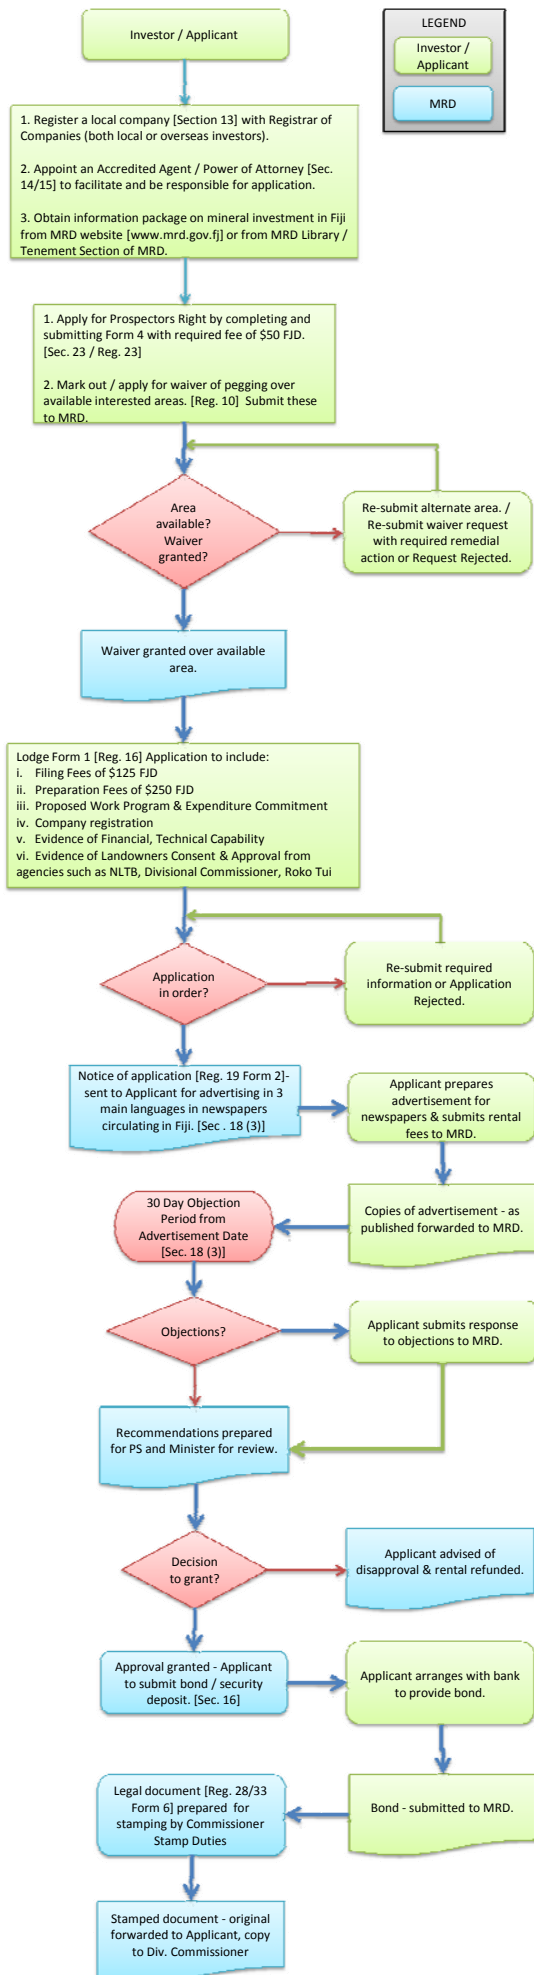 Investor / Applicant
LEGEND
Investor /
Applicant
MRD
1. Register a local company [Section 13] with Registrar of
Companies (both local or overseas investors).
2. Appoint an Accredited Agent / Power of Attorney [Sec.
14/15] to facilitate and be responsible for application.
3. Obtain information package on mineral investment in Fiji
from MRD website [www.mrd.gov.fj] or from MRD Library /
Tenement Section of MRD.
1. Apply for Prospectors Right by completing and
submitting Form 4 with required fee of $50 FJD.
[Sec. 23 / Reg. 23]
2. Mark out / apply for waiver of pegging over
available interested areas. [Reg. 10]  Submit these
to MRD.
Area
available?
Waiver
granted?
Re-submit alternate area. /
Re-submit waiver request
with required remedial
action or Request Rejected.
Waiver granted over available
area.
Lodge Form 1 [Reg. 16] Application to include:
i. Filing Fees of $125 FJD
ii. Preparation Fees of $250 FJD
iii. Proposed Work Program & Expenditure Commitment
iv. Company registration
v. Evidence of Financial, Technical Capability
vi. Evidence of Landowners Consent & Approval from
agencies such as NLTB, Divisional Commissioner, Roko Tui
Application
in order?
Re-submit required
information or Application
Rejected.
Notice of application [Reg. 19 Form 2]-
sent to Applicant for advertising in 3
main languages in newspapers
circulating in Fiji. [Sec . 18 (3)]
Applicant prepares
advertisement for
newspapers & submits rental
fees to MRD.
30 Day Objection
Period from
Advertisement Date
[Sec. 18 (3)]
Copies of advertisement - as
published forwarded to MRD.
Objections?
Applicant submits response
to objections to MRD.
Recommendations prepared
for PS and Minister for review.
Decision
to grant?
Applicant advised of
disapproval & rental refunded.
Approval granted - Applicant
to submit bond / security
deposit. [Sec. 16]
Applicant arranges with bank
to provide bond.
Legal document [Reg. 28/33
Form 6] prepared  for
stamping by Commissioner
Stamp Duties
Bond - submitted to MRD.
Stamped document - original
forwarded to Applicant, copy
to Div. Commissioner